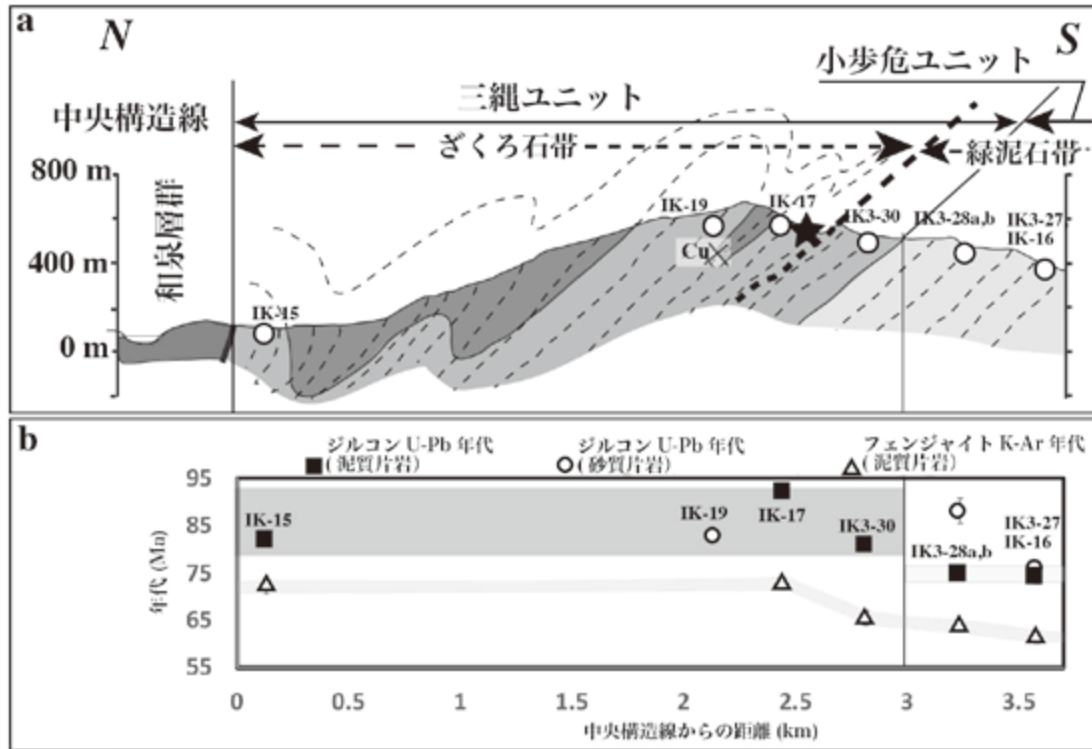 a
N
S
小歩危ユニット
三縄ユニット
中央構造線
ざくろ石帯
緑泥石帯
800 m
400 m
0 m
和泉層群
IK-19
IK-17
IK3-30
IK3-28a,b
IK3-27
IK-16
Cu
IK-15
b
ジルコン U-Pb 年代
(泥質片岩)
ジルコン U-Pb 年代
(砂質片岩)
フェンジャイト K-Ar 年代
(泥質片岩)
95
85
75
65
55
年代 (Ma)
IK-15
IK-19
IK-17
IK3-30
IK3-28a,b
IK3-27
IK-16
0
0.5
1
1.5
2
2.5
3
3.5
中央構造線からの距離 (km)